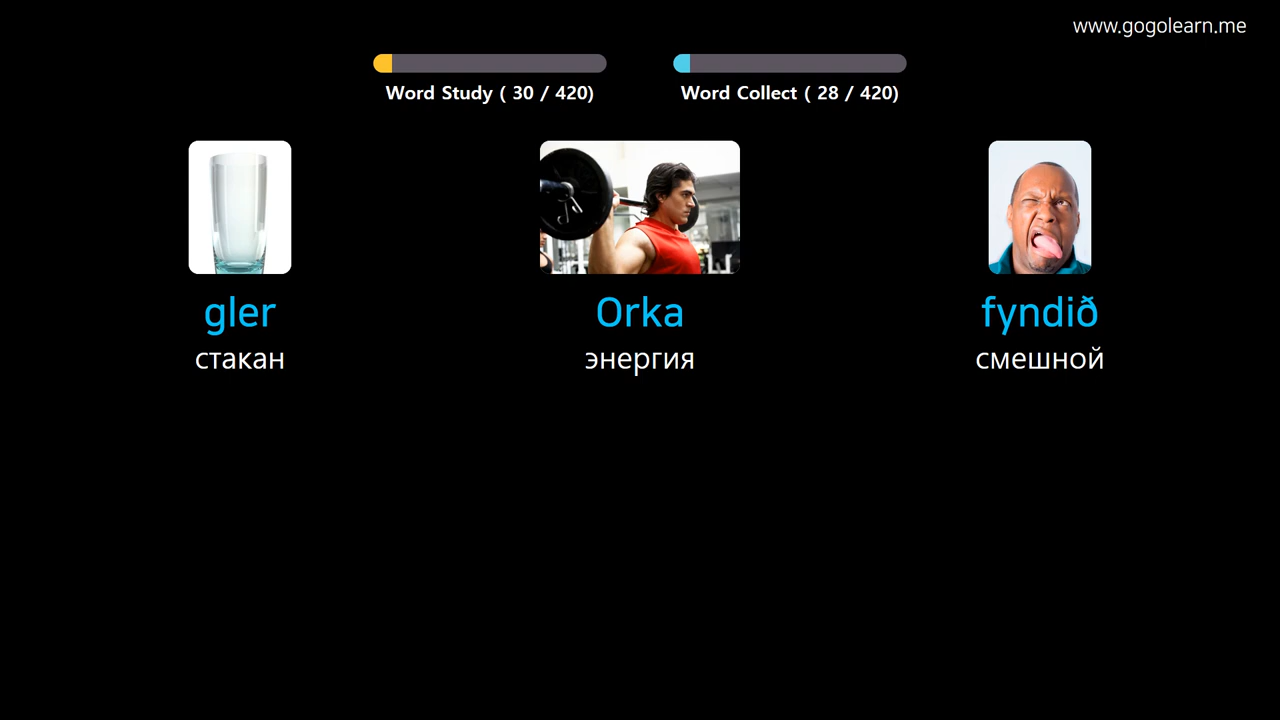 www.gogolearn.me
Word Study ( 30 / 420)
Word Collect ( 28 / 420)
gler
стакан
Orka
энергия
fyndið
смешной